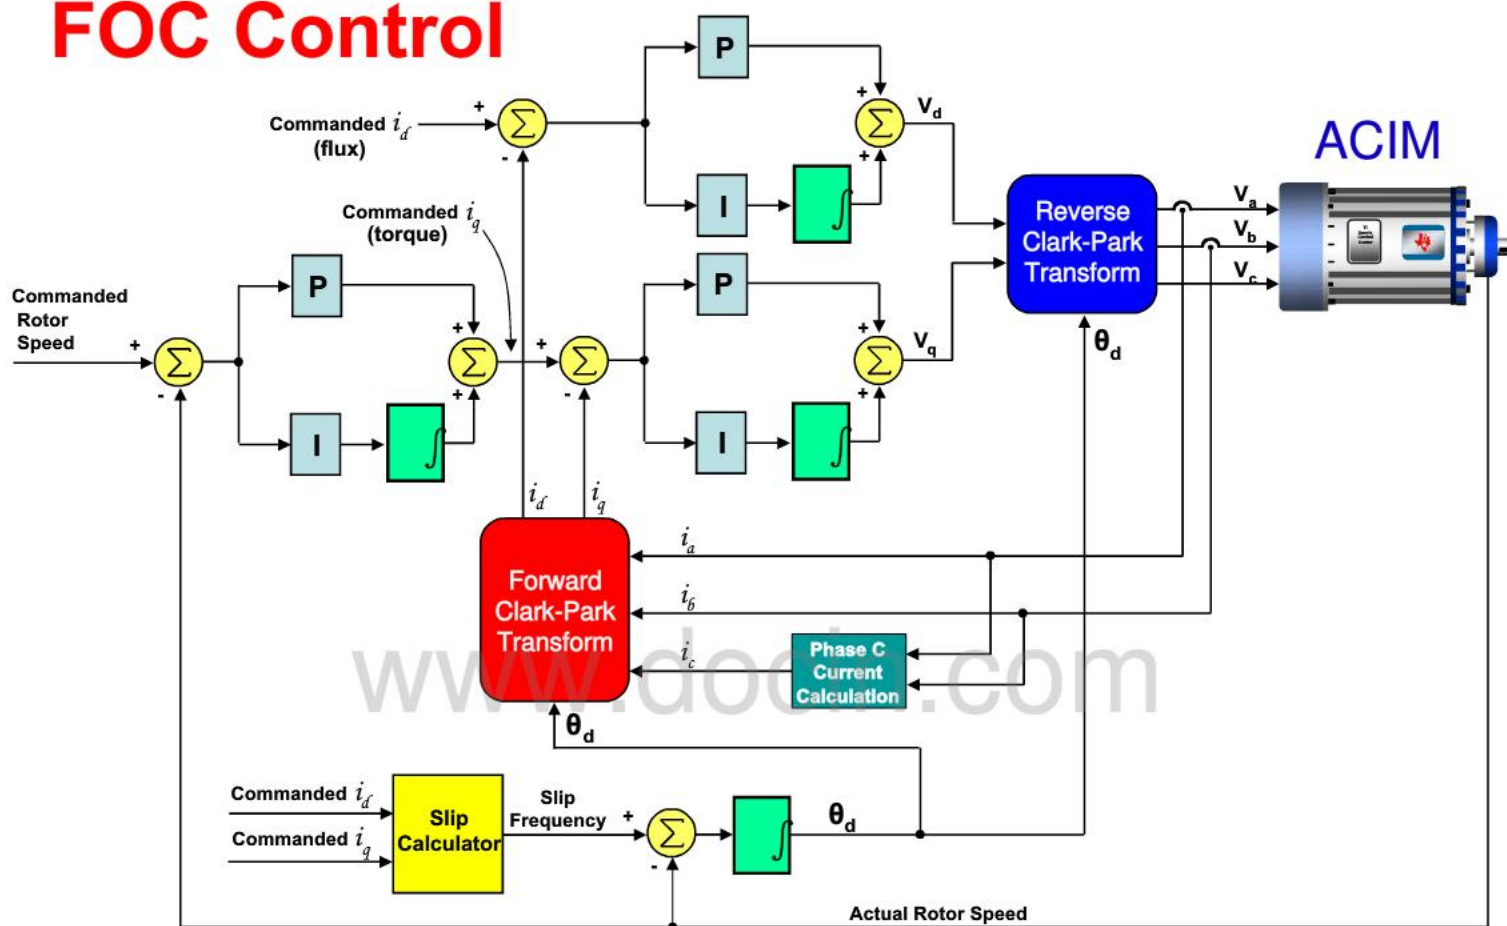 FOC Control
P
+
Commanded i_d
(flux)
+
∑
-
∑
V_d
+
I
∫
ACIM
Commanded i_q
(torque)
Reverse
Clark-Park
Transform
V_a
V_b
V_c
P
P
Commanded
Rotor
Speed
+
∑
-
+
∑
+
+
∑
-
+
∑
+
V_q
θ_d
I
∫
I
∫
i_d
i_q
Forward
Clark-Park
Transform
i_a
i_b
i_c
Phase C
Current
Calculation
www.docin.com
θ_d
Commanded i_d
Commanded i_q
Slip
Calculator
Slip
Frequency
+
∑
-
∫
θ_d
Actual Rotor Speed